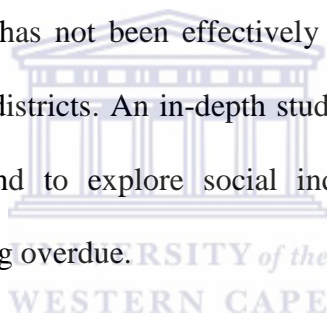 has not been effectively
districts. An in-depth stud
nd to explore social ind
g overdue.
UNIVERSITY of the
WESTERN CAPE